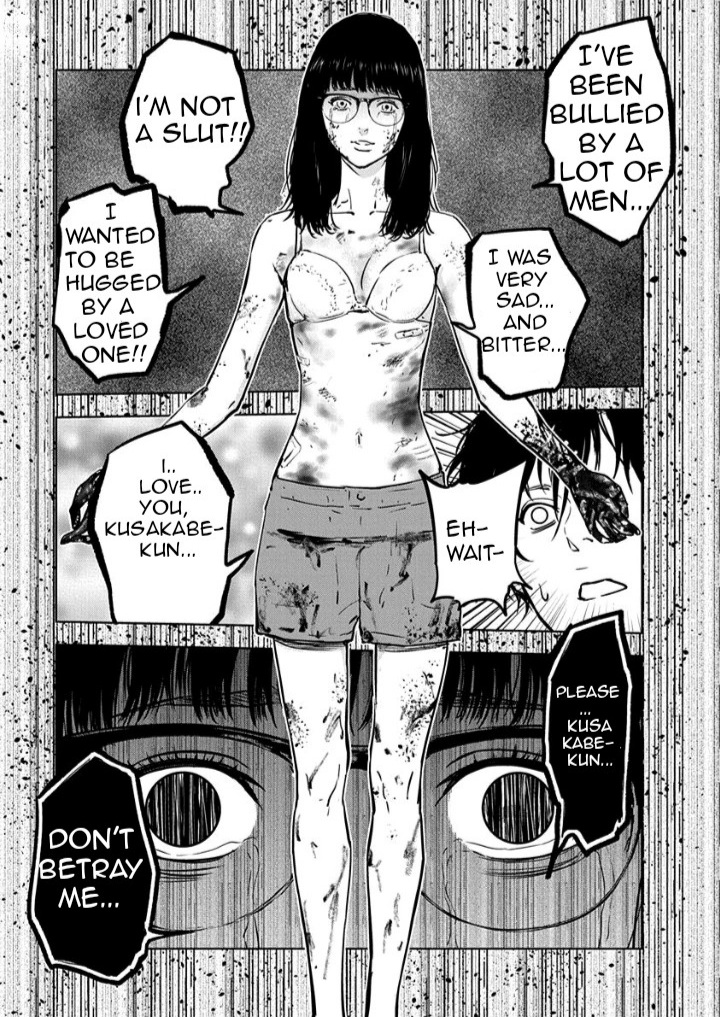 I'VE
BEEN
BULLIED
BY A
LOT OF
MEN...
I'M NOT
A SLUT!!
I WAS
VERY
SAD...
AND
BITTER...
I
WANTED
TO BE
HUGGED
BY A
LOVED
ONE!!
EH-
WAIT-
I..
LOVE..
YOU,
KUSAKABE-
KUN...
PLEASE
...
KUSA
KABE-
KUN...
DON'T
BETRAY
ME...